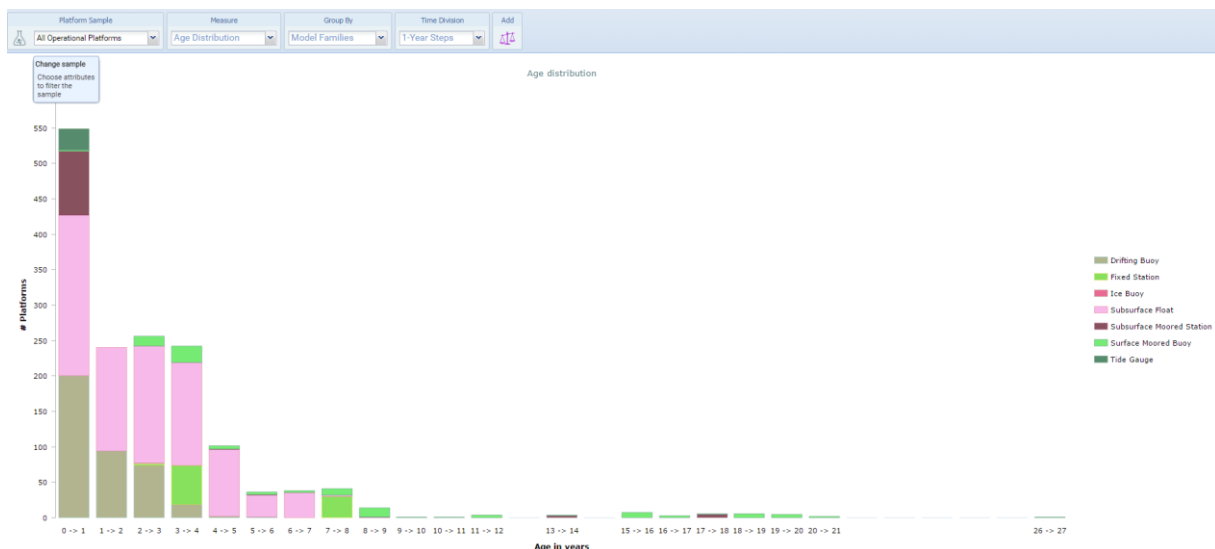 Platform Sample
Measure
Group By
Time Division
Add
All Operational Platforms
Age Distribution
Model Families
1-Year Steps
Change sample
Choose attributes
to filter the
sample
Age distribution
550
500
450
400
350
300
250
200
150
100
50
0
# Platforms
0 -> 1
1 -> 2
2 -> 3
3 -> 4
4 -> 5
5 -> 6
6 -> 7
7 -> 8
8 -> 9
9 -> 10
10 -> 11
11 -> 12
13 -> 14
15 -> 16
16 -> 17
17 -> 18
18 -> 19
19 -> 20
20 -> 21
26 -> 27
Age in years
Drifting Buoy
Fixed Station
Ice Buoy
Subsurface Float
Subsurface Moored Station
Surface Moored Buoy
Tide Gauge